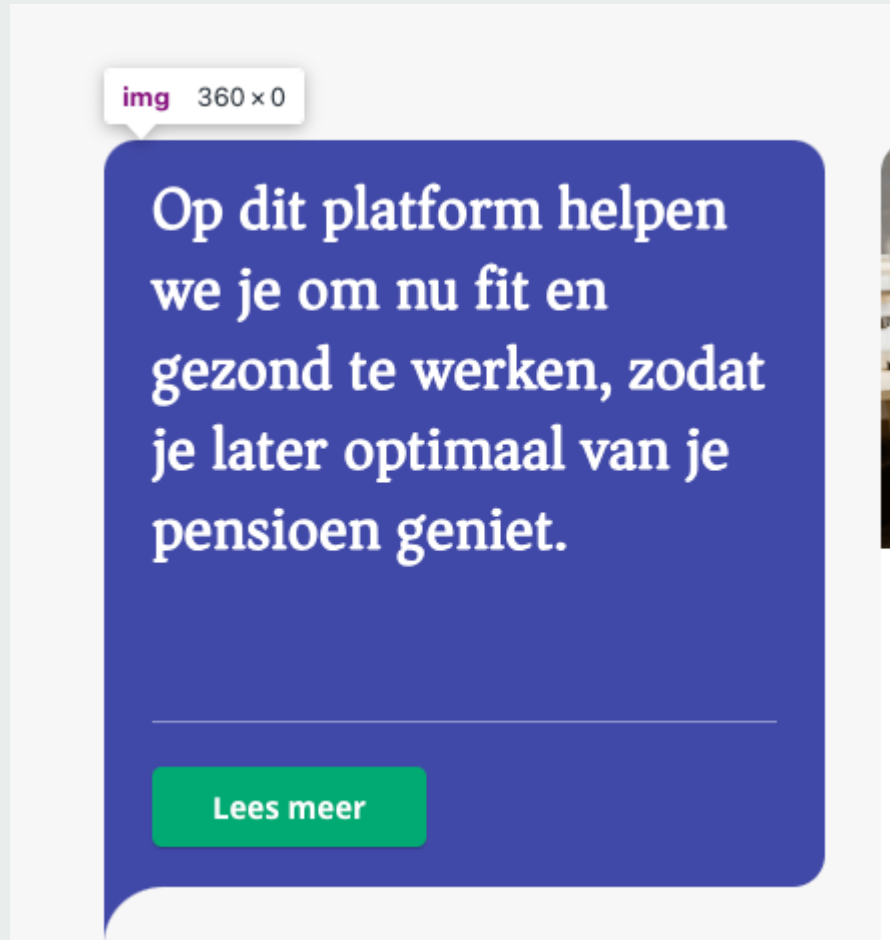 img 360 × 0
Op dit platform helpen
we je om nu fit en
gezond te werken, zodat
je later optimaal van je
pensioen geniet.
Lees meer